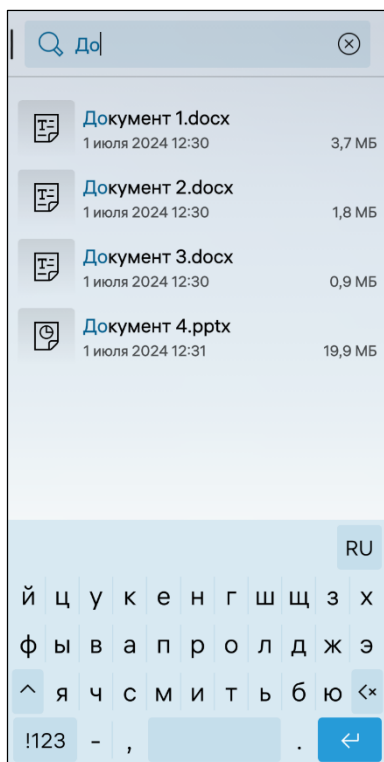 До
Документ 1.docx
1 июля 2024 12:30 3,7 МБ
Документ 2.docx
1 июля 2024 12:30 1,8 МБ
Документ 3.docx
1 июля 2024 12:30 0,9 МБ
Документ 4.pptx
1 июля 2024 12:31 19,9 МБ
RU
й ц у к е н г ш щ з х
ф ы в а п р о л д ж э
я ч с м и т ь б ю
!123 - , .